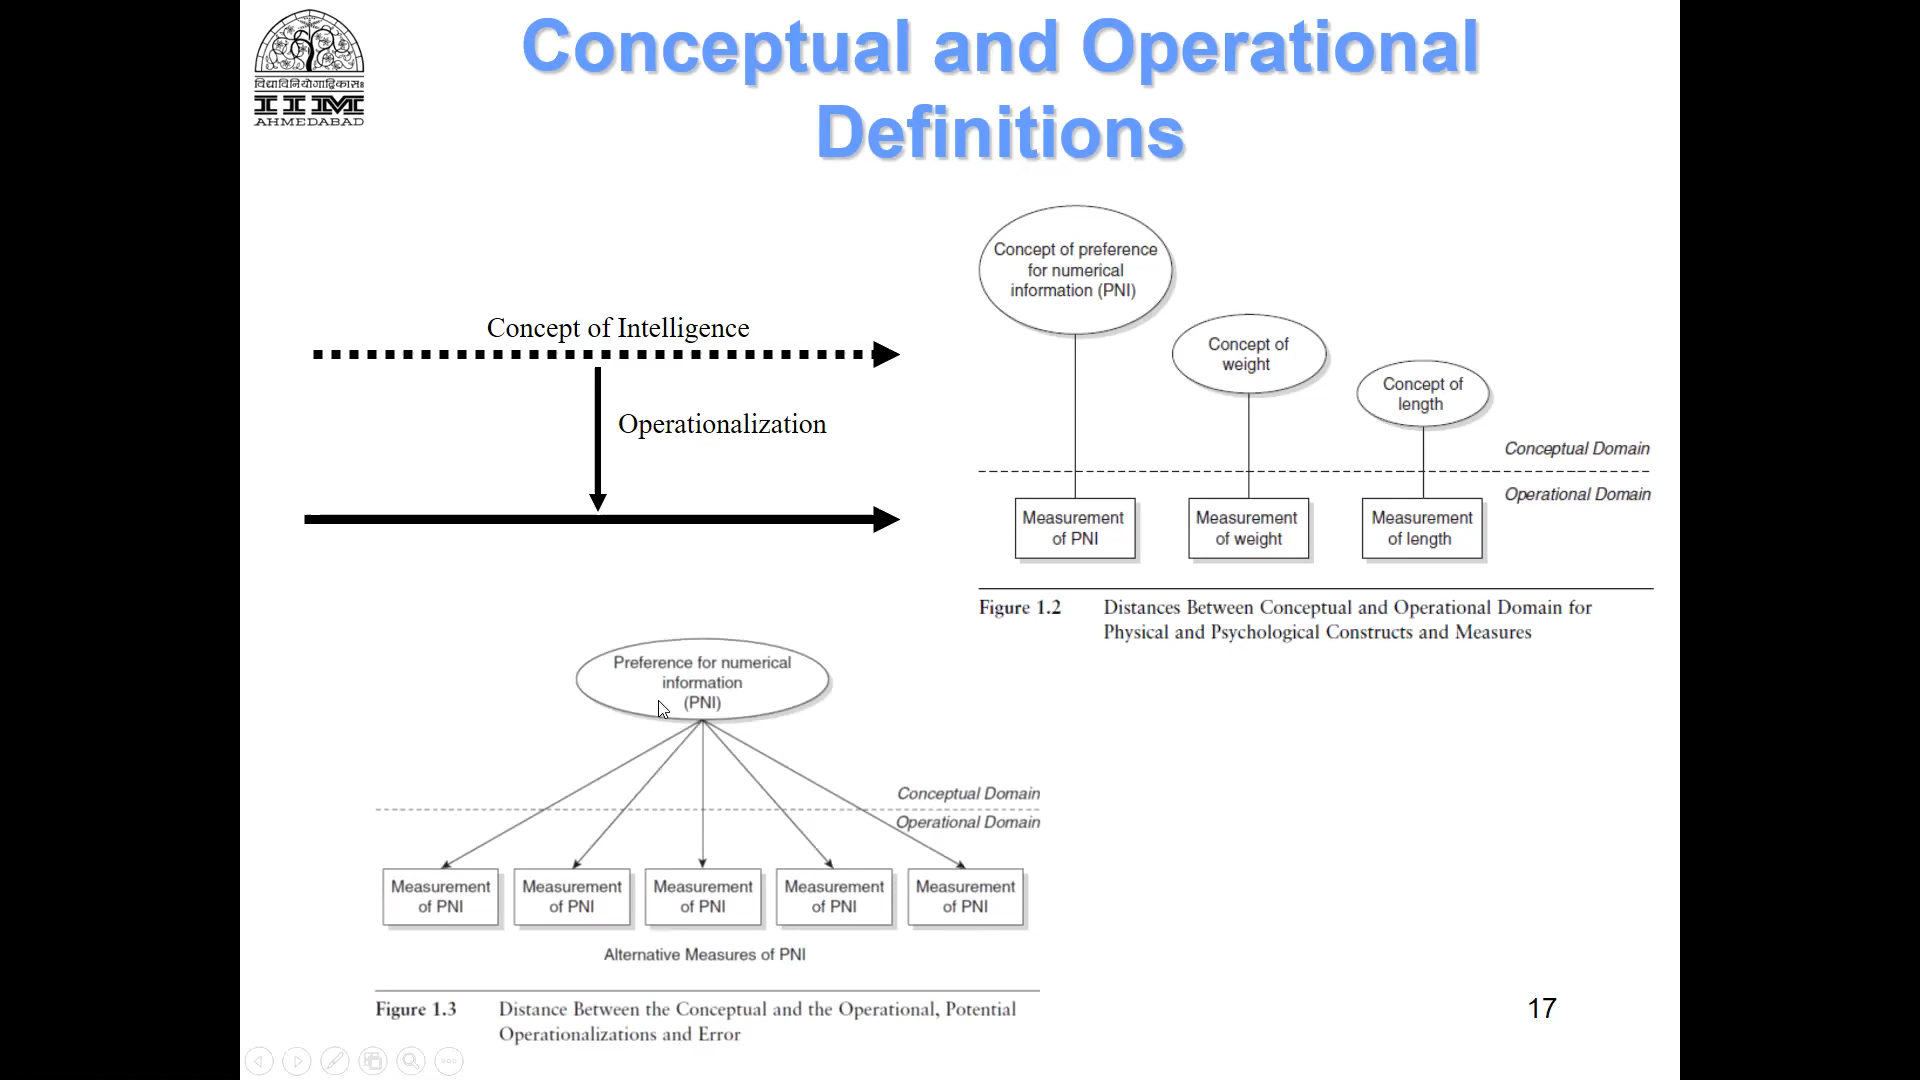 विद्याविनियोगाद्विकासः
IIM
AHMEDABAD
Conceptual and Operational
Definitions
Concept of Intelligence
Operationalization
Concept of preference
for numerical
information (PNI)
Concept of
weight
Concept of
length
Conceptual Domain
Operational Domain
Measurement
of PNI
Measurement
of weight
Measurement
of length
Figure 1.2 Distances Between Conceptual and Operational Domain for
Physical and Psychological Constructs and Measures
Preference for numerical
information
(PNI)
Conceptual Domain
Operational Domain
Measurement
of PNI
Measurement
of PNI
Measurement
of PNI
Measurement
of PNI
Measurement
of PNI
Alternative Measures of PNI
Figure 1.3 Distance Between the Conceptual and the Operational, Potential
Operationalizations and Error
17